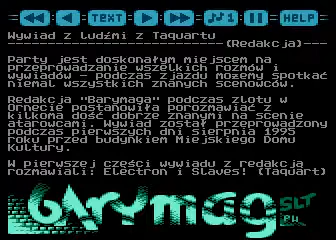 TEXT 1 HELP
Wywiad z ludźmi z Taquartu
(Redakcja)
Party jest doskonałym miejscem na
przeprowadzanie wszelkich rozmów i
wywiadów - podczas zjazdu możemy spotkać
niemal wszystkich znanych scenowców.
Redakcja "Barymaga" podczas zlotu w
Ornecie postanowiła porozmawiać z
kilkoma dość dobrze znanymi na scenie
atarowcami. Wywiad został przeprowadzony
podczas pierwszych dni sierpnia 1995
roku przed budynkiem Miejskiego Domu
Kultury.
W pierwszej części wywiadu z redakcją
rozmawiali: Electron i Slaves! (Taquart)
BARYMAG SLT
PW